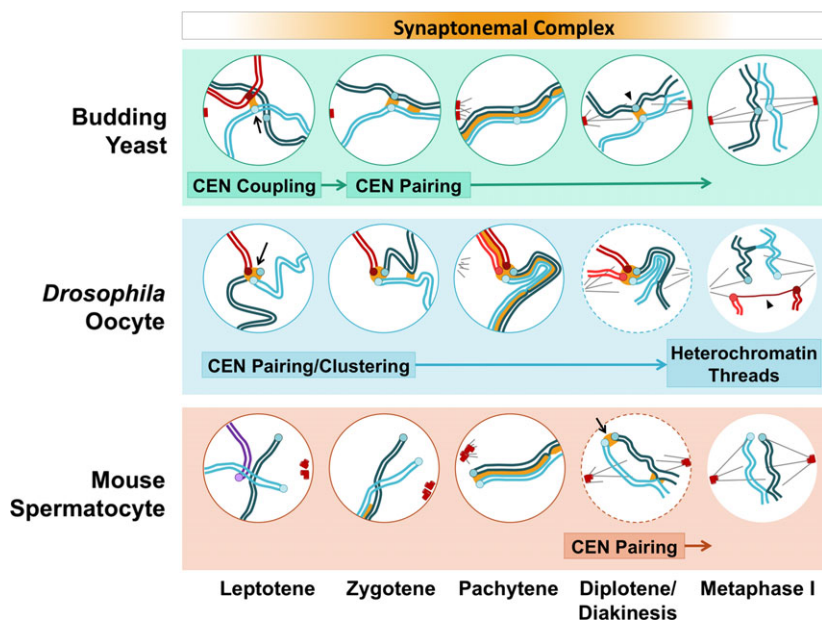 Synaptonemal Complex
Budding
Yeast
CEN Coupling
CEN Pairing
Drosophila
Oocyte
CEN Pairing/Clustering
Heterochromatin
Threads
Mouse
Spermatocyte
CEN Pairing
Leptotene
Zygotene
Pachytene
Diplotene/
Diakinesis
Metaphase I